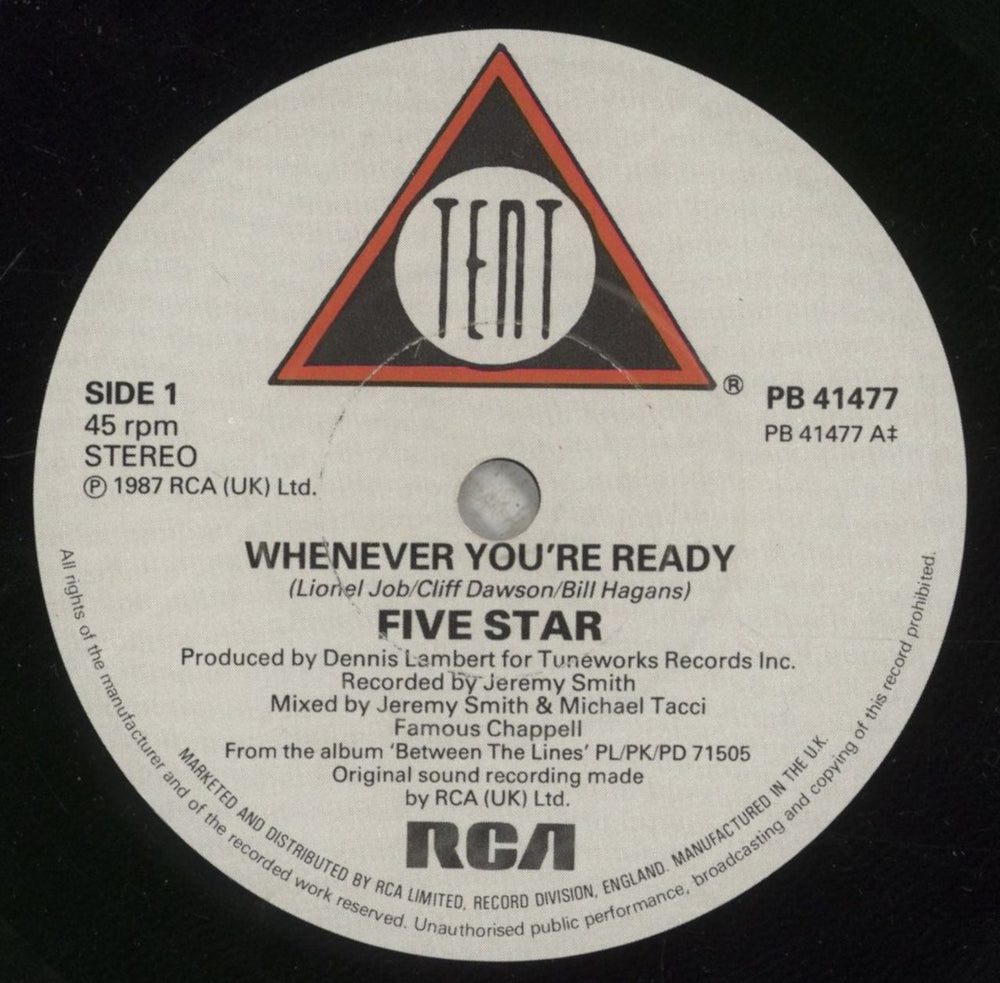 TENT
®
SIDE 1
45 rpm
STEREO
℗ 1987 RCA (UK) Ltd.
PB 41477
PB 41477 A‡
WHENEVER YOU'RE READY
(Lionel Job/Cliff Dawson/Bill Hagans)
FIVE STAR
Produced by Dennis Lambert for Tuneworks Records Inc.
Recorded by Jeremy Smith
Mixed by Jeremy Smith & Michael Tacci
Famous Chappell
From the album 'Between The Lines' PL/PK/PD 71505
Original sound recording made
by RCA (UK) Ltd.
RCA
MARKETED AND DISTRIBUTED BY RCA LIMITED, RECORD DIVISION, ENGLAND. MANUFACTURED IN THE U.K.
All rights of the manufacturer and of the recorded work reserved. Unauthorised public performance, broadcasting and copying of this record prohibited.